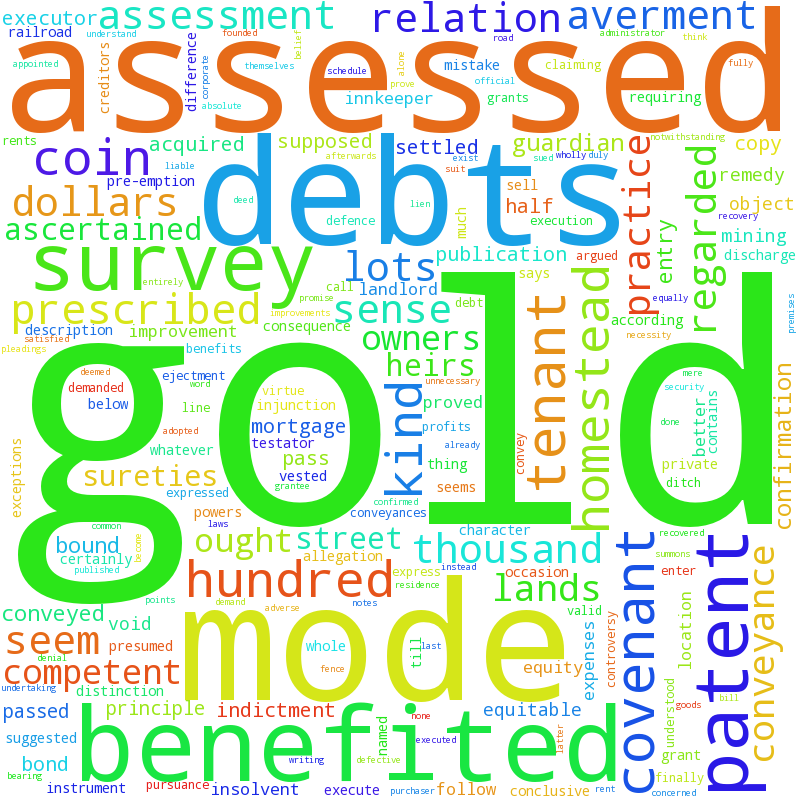 executor assessment relation averment
railroad understand founded road administrator
assessed
appointed creditors difference corporate themselves belief schedule mistake alone prove claiming think official fully
absolute innkeeper grants requiring
rents coin acquired supposed afterwards settled exist wholly duly guardian notwithstanding copy
debts
pre-emption liable sued suit practice regarded remedy
dollars deed defence lien much sell half execution entry object recovery
ascertained publication argued mining discharge
survey entirely lots says homestead
prescribed call landlord promise debt tenant equally premises
sense improvements according
description improvement consequence owners necessity
satisfied pleadings benefits heirs kind
gold
deemed ejectment unnecessary mere security
demanded word virtue proved better contains
below line injunction profits done
adopted mortgage already convey confirmation
whatever testator pass thing private
exceptions sureties vested seems ditch
expressed grantee confirmed
common powers conveyances character recovered
bound laws ought street thousand covenant patent conveyance
certainly become allegation instead summons
published hundred express occasion enter
points demand residence lands
conveyed void adverse notes valid location
seem mode
presumed whole till last expenses controversy understood
denial fence
competent equity
undertaking distinction bill
passed principle indictment named none equitable goods
benefited
suggested executed latter grant
bearing bond writing defective finally
instrument pursuance insolvent execute purchaser follow conclusive rent concerned